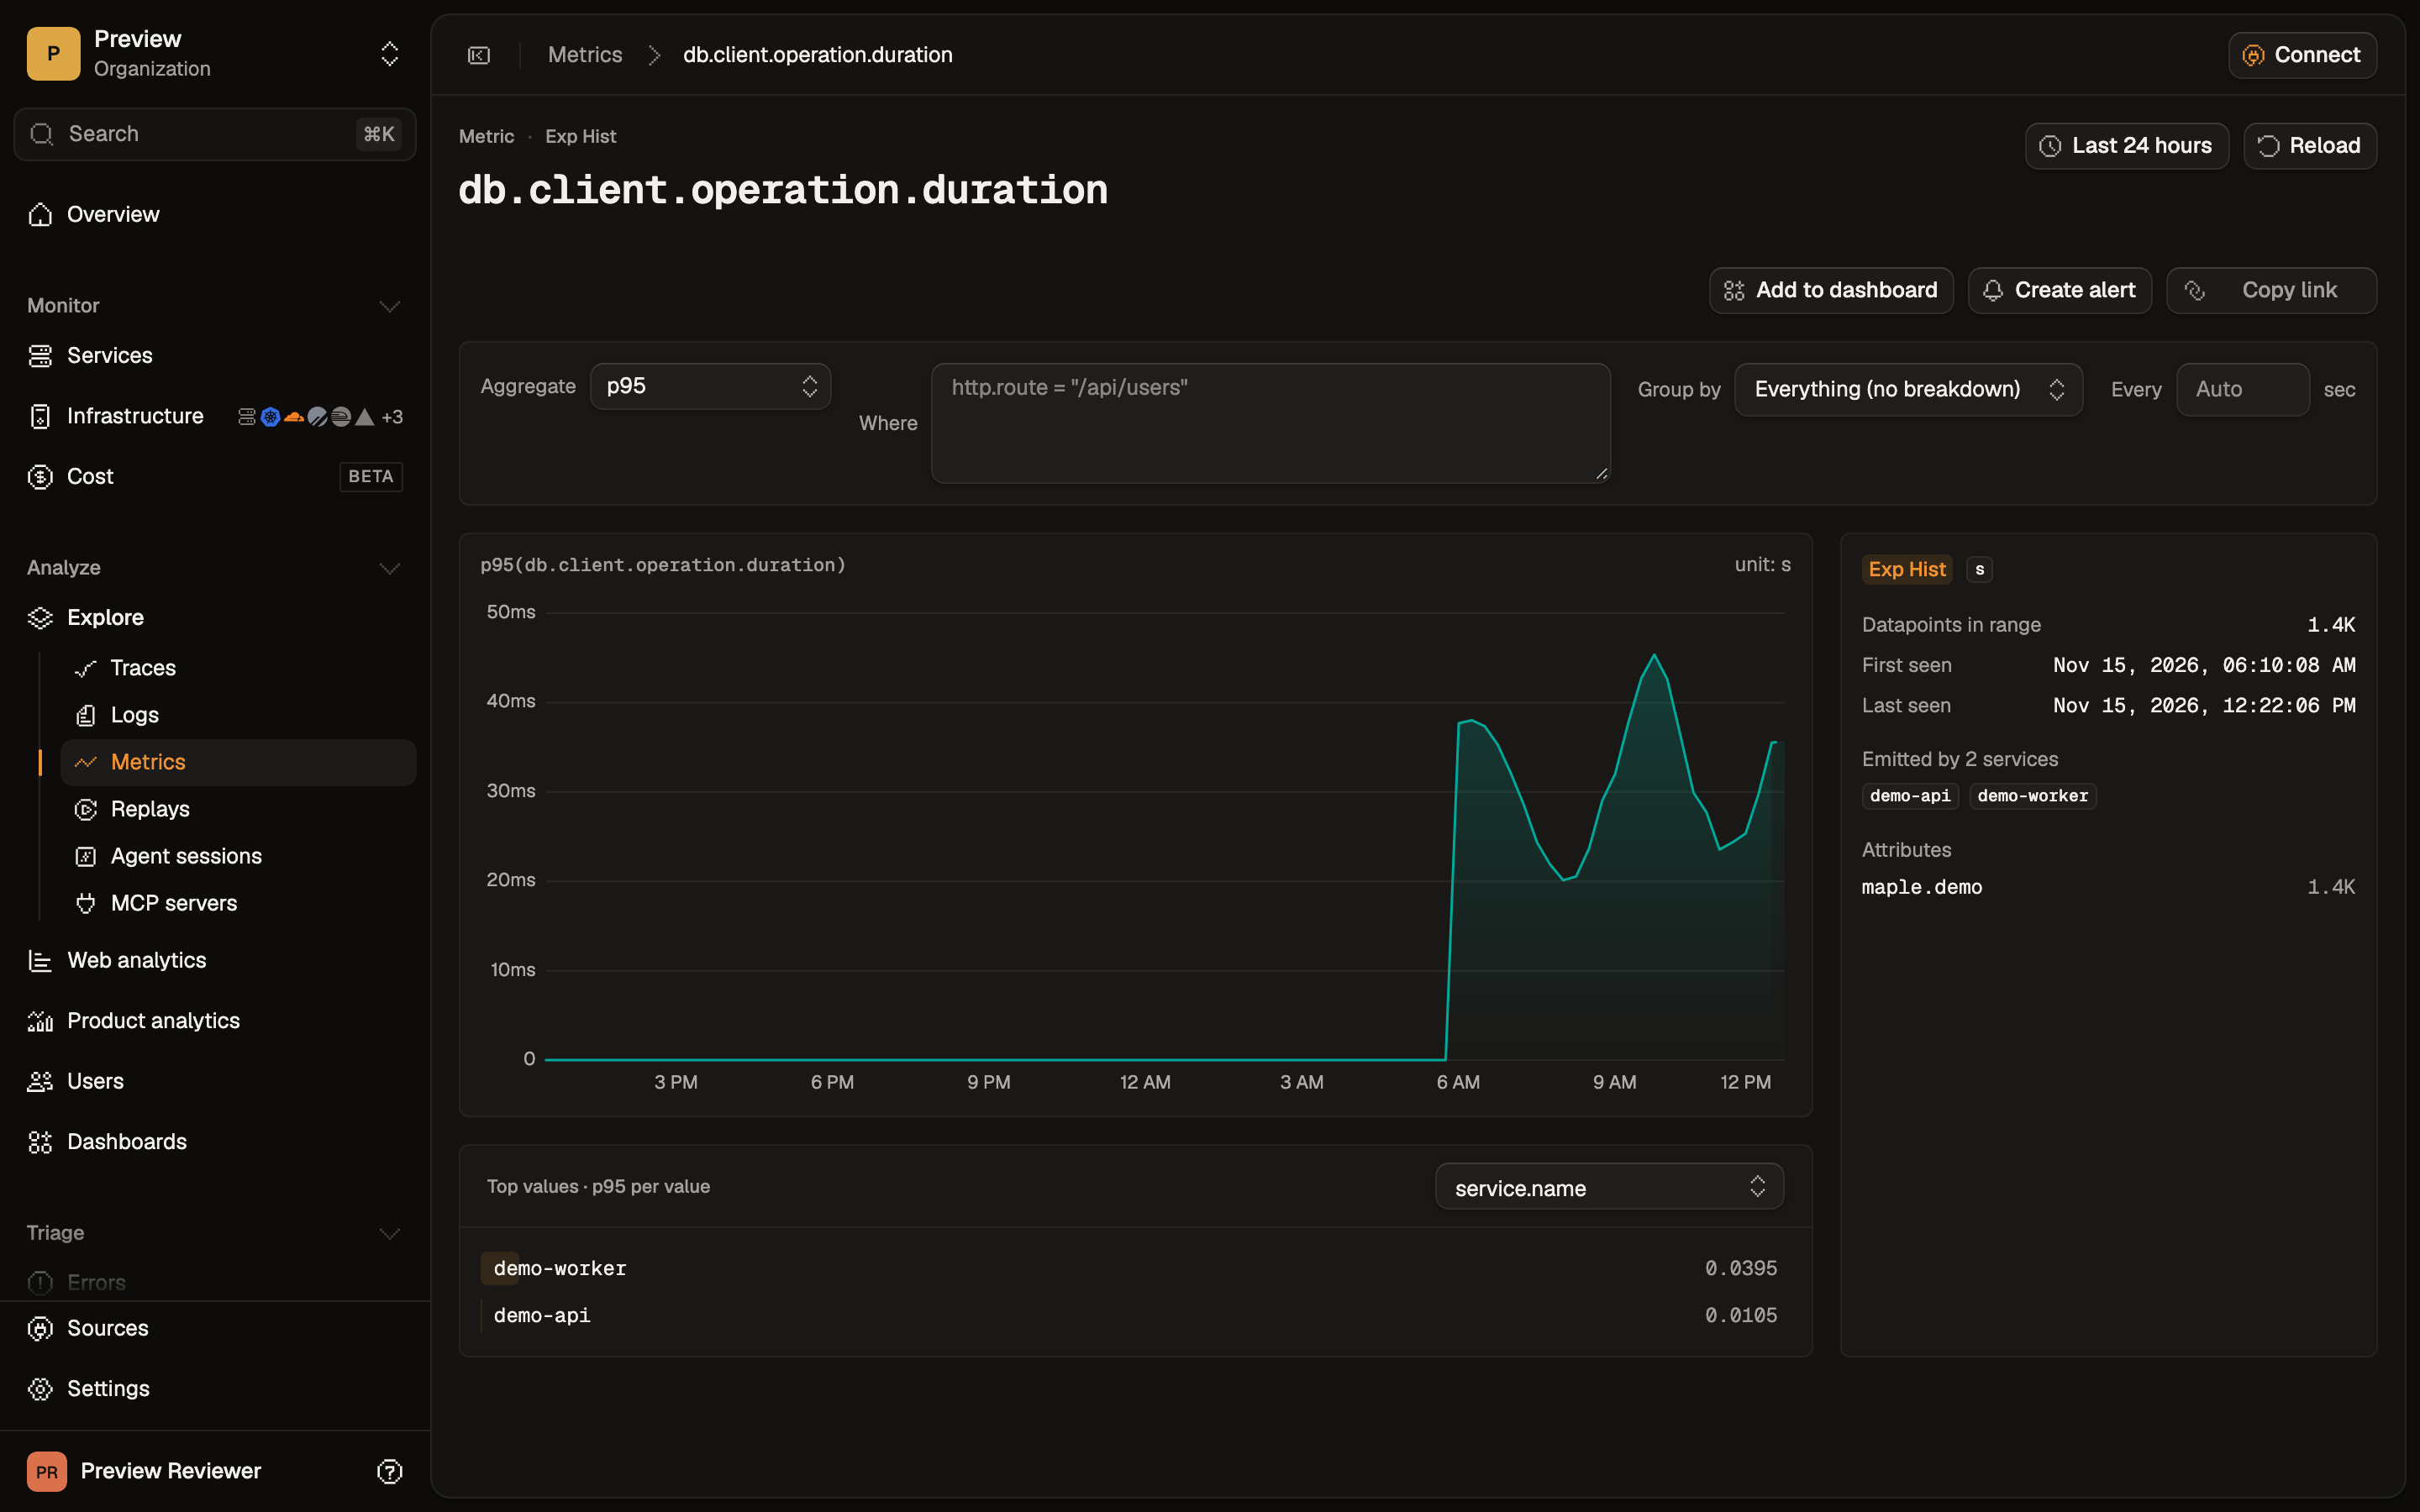 P
Preview
Organization
Search
⌘K
Overview
Monitor
Services
Infrastructure
+3
Cost
BETA
Analyze
Explore
Traces
Logs
Metrics
Replays
Agent sessions
MCP servers
Web analytics
Product analytics
Users
Dashboards
Triage
Errors
Sources
Settings
PR
Preview Reviewer
Metrics
db.client.operation.duration
Connect
Metric · Exp Hist
Last 24 hours
Reload
db.client.operation.duration
Add to dashboard
Create alert
Copy link
Aggregate
p95
Where
http.route = "/api/users"
Group by
Everything (no breakdown)
Every
Auto
sec
p95(db.client.operation.duration)
unit: s
50ms
40ms
30ms
20ms
10ms
0
3 PM
6 PM
9 PM
12 AM
3 AM
6 AM
9 AM
12 PM
Top values · p95 per value
service.name
demo-worker
0.0395
demo-api
0.0105
Exp Hist
s
Datapoints in range
1.4K
First seen
Nov 15, 2026, 06:10:08 AM
Last seen
Nov 15, 2026, 12:22:06 PM
Emitted by 2 services
demo-api
demo-worker
Attributes
maple.demo
1.4K